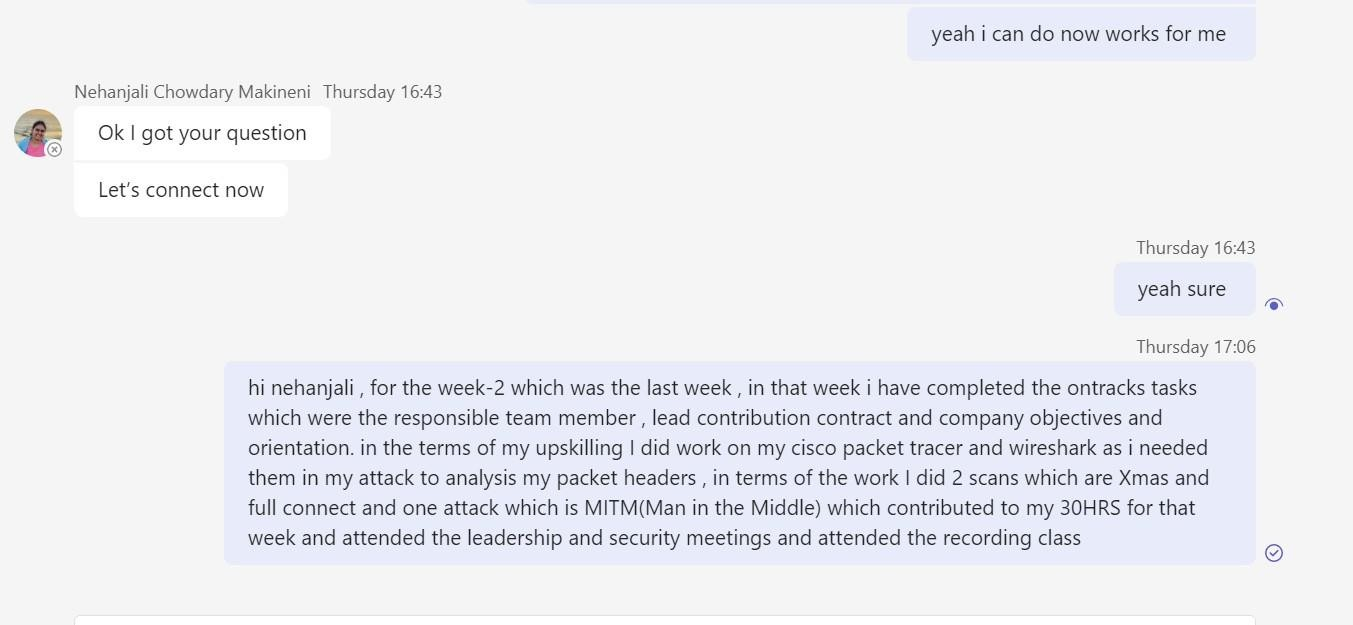 yeah i can do now works for me
Nehanjali Chowdary Makineni Thursday 16:43
Ok I got your question
Let's connect now
Thursday 16:43
yeah sure
Thursday 17:06
hi nehanjali , for the week-2 which was the last week , in that week i have completed the ontracks tasks
which were the responsible team member , lead contribution contract and company objectives and
orientation. in the terms of my upskilling I did work on my cisco packet tracer and wireshark as i needed
them in my attack to analysis my packet headers , in terms of the work I did 2 scans which are Xmas and
full connect and one attack which is MITM(Man in the Middle) which contributed to my 30HRS for that
week and attended the leadership and security meetings and attended the recording class